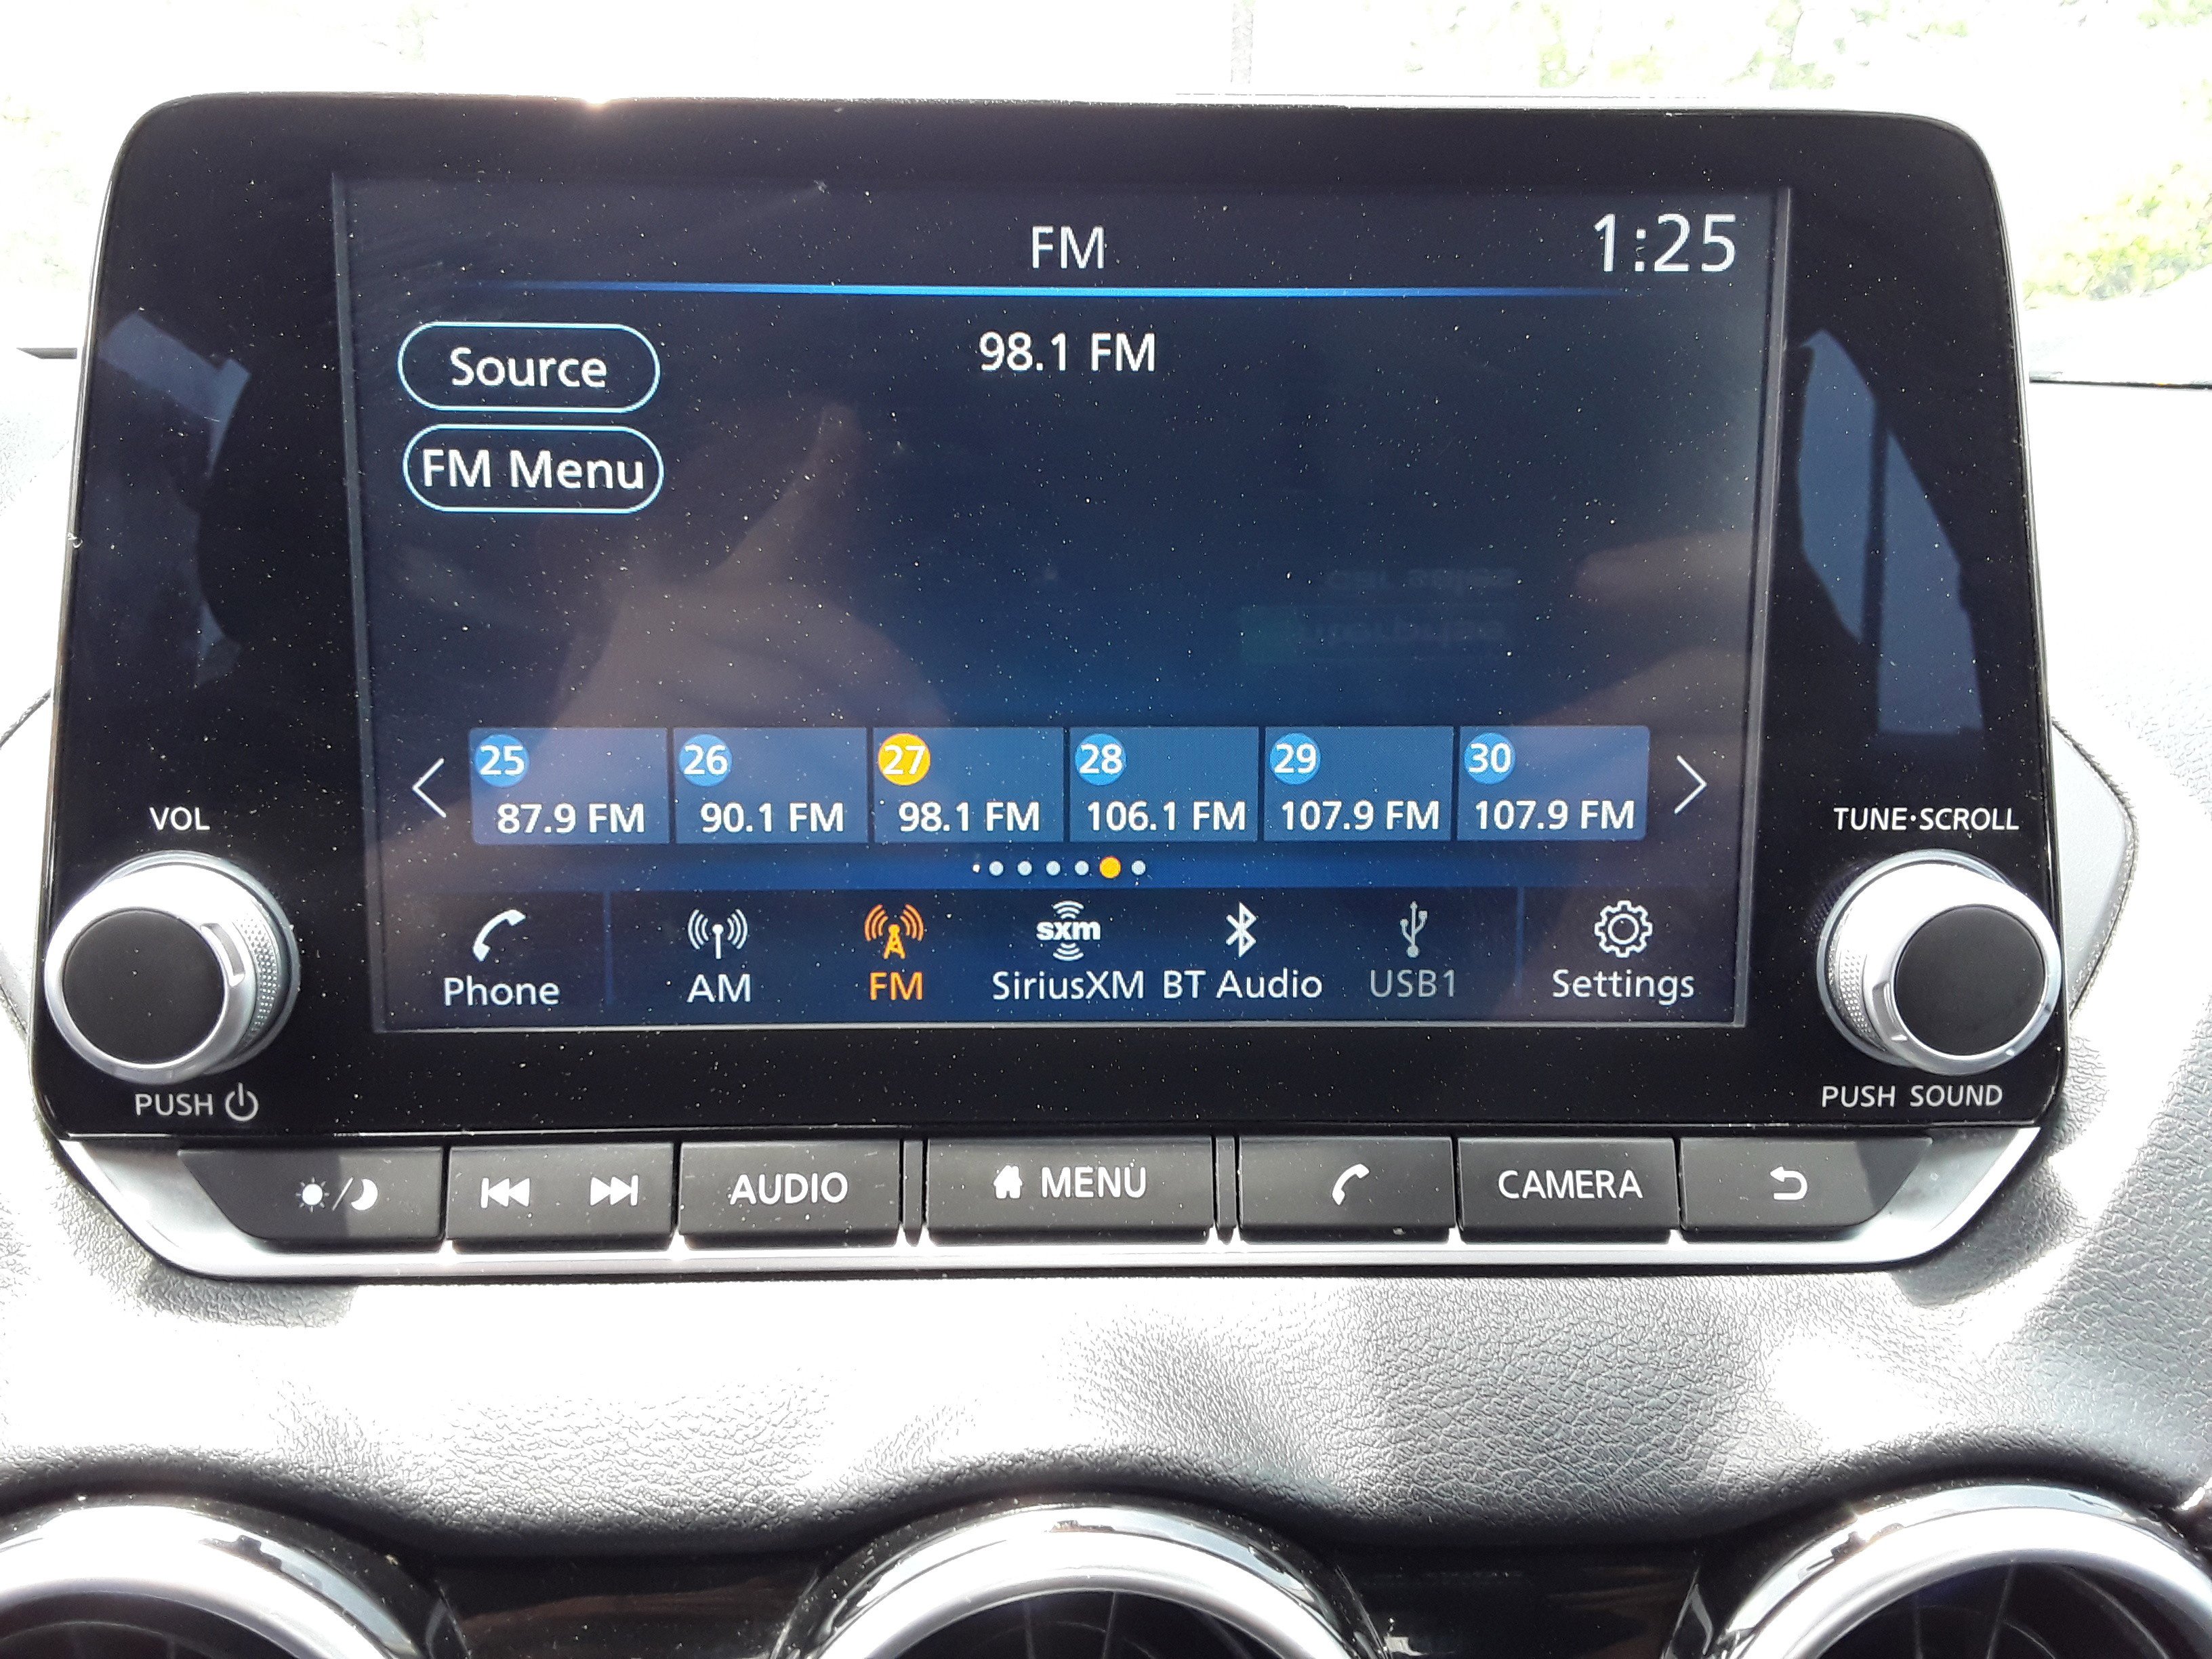 FM
1:25
Source
98.1 FM
FM Menu
25 26 27 28 29 30
87.9 FM 90.1 FM 98.1 FM 106.1 FM 107.9 FM 107.9 FM
VOL
TUNE·SCROLL
sxm
Phone AM FM SiriusXM BT Audio USB1 Settings
PUSH
PUSH SOUND
AUDIO MENU CAMERA